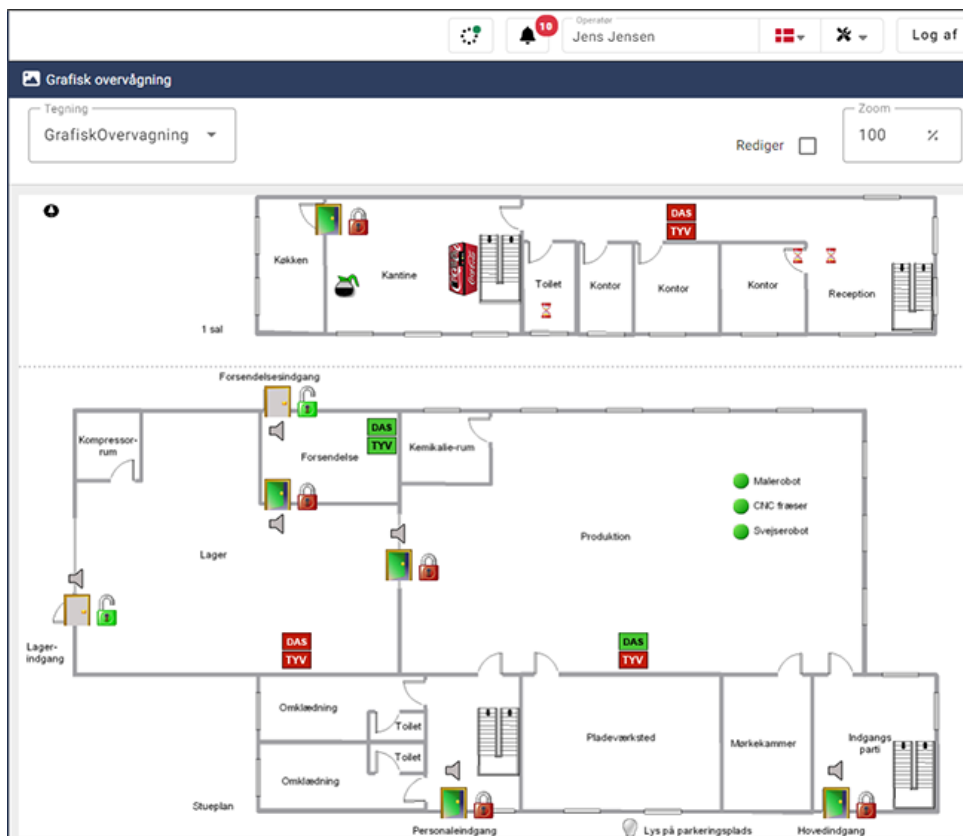 10
Operatør
Jens Jensen
Log af
Grafisk overvågning
Tegning
GrafiskOvervagning
Rediger
Zoom
100 %
DAS
TYV
Køkken
Kantine
Toilet
Kontor
Kontor
Kontor
Reception
1 sal
Forsendelsesindgang
Kompressor-
rum
DAS
TYV
Forsendelse
Kemikalie-rum
Malerobot
CNC fræser
Svejserobot
Produktion
Lager
Lager-
indgang
DAS
TYV
DAS
TYV
Omklædning
Toilet
Toilet
Omklædning
Pladeværksted
Mørkekammer
Indgangs
parti
Stueplan
Personaleindgang
Lys på parkeringsplads
Hovedindgang